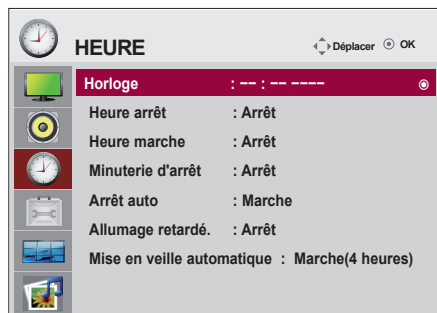 HEURE
Déplacer OK
Horloge : −− : −− −−−−
Heure arrêt : Arrêt
Heure marche : Arrêt
Minuterie d'arrêt : Arrêt
Arrêt auto : Marche
Allumage retardé. : Arrêt
Mise en veille automatique : Marche(4 heures)